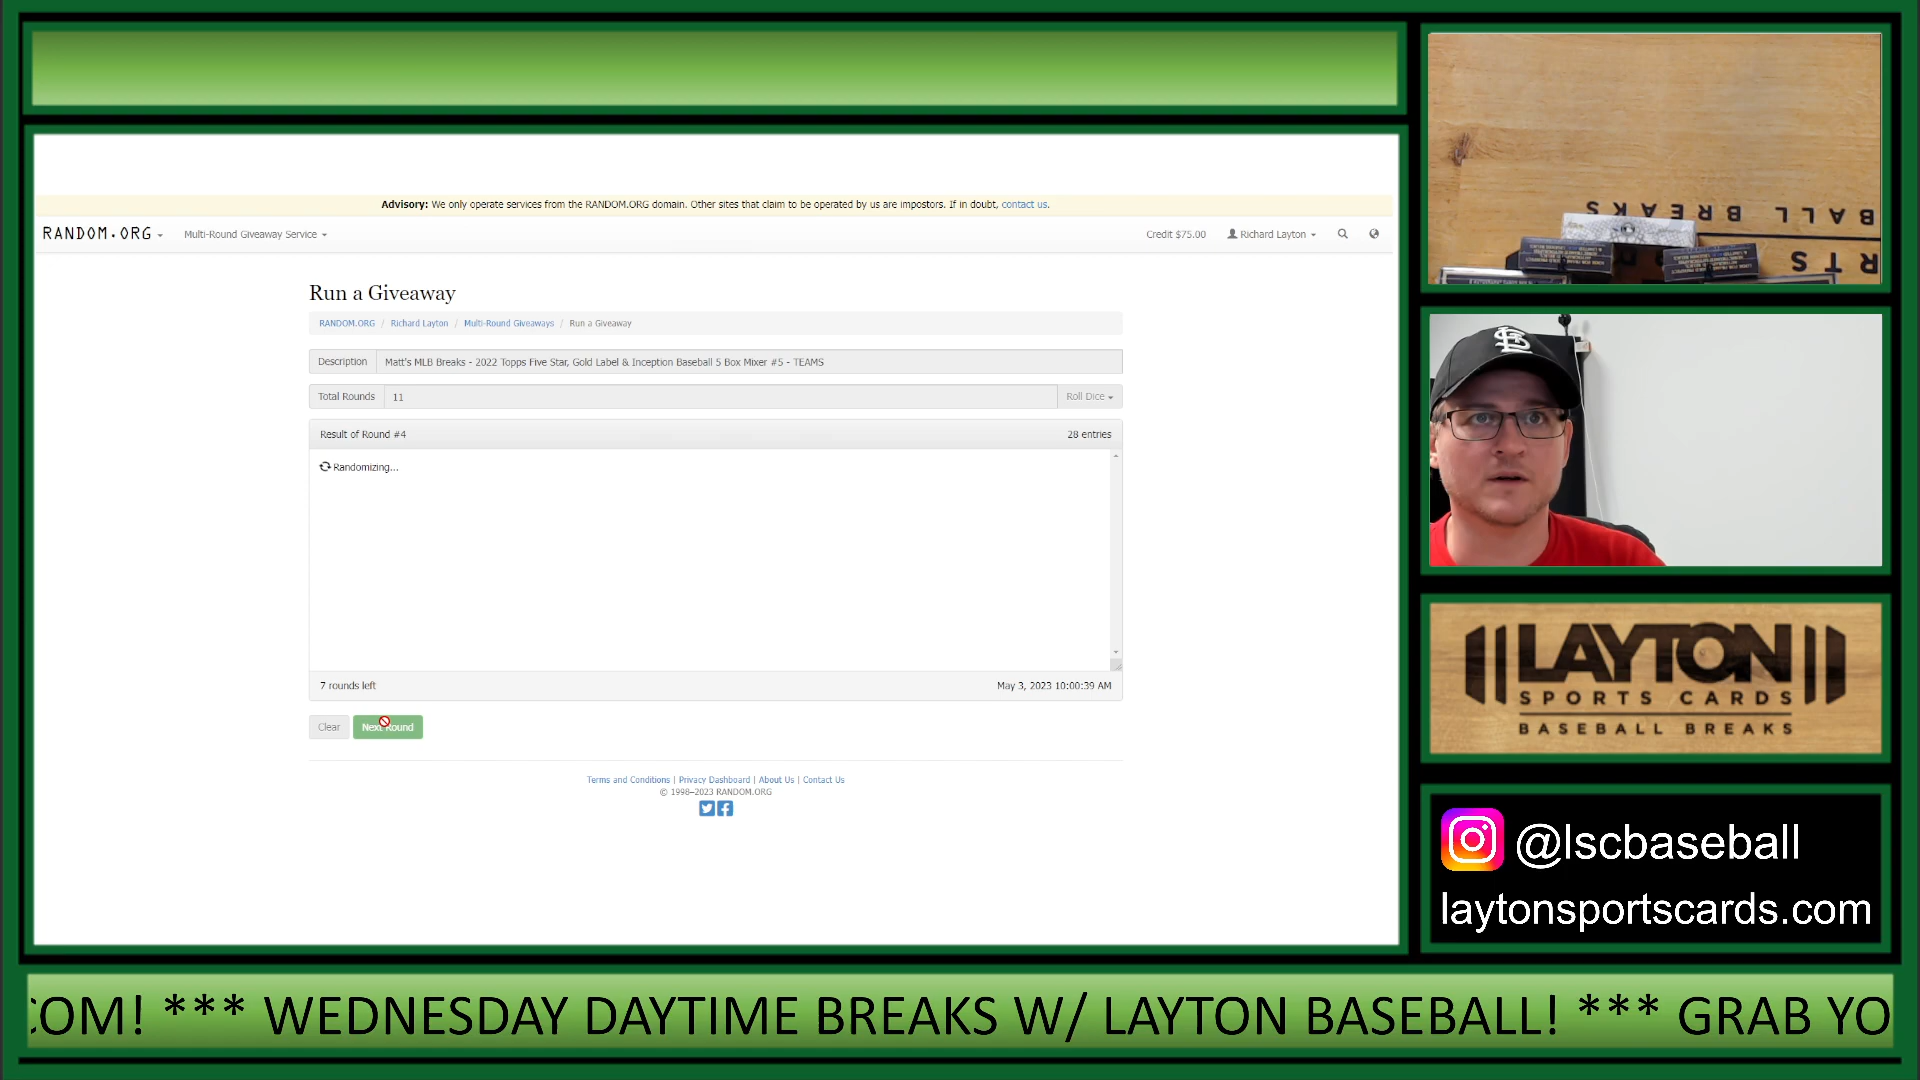 Advisory: We only operate services from the RANDOM.ORG domain. Other sites that claim to be operated by us are impostors. If in doubt, contact us.
RANDOM.ORG
Multi-Round Giveaway Service
Credit $75.00
Richard Layton
Run a Giveaway
RANDOM.ORG / Richard Layton / Multi-Round Giveaways / Run a Giveaway
Description Matt's MLB Breaks - 2022 Topps Five Star, Gold Label & Inception Baseball 5 Box Mixer #5 - TEAMS
Total Rounds 11 Roll Dice
Result of Round #4 28 entries
Randomizing...
7 rounds left May 3, 2023 10:00:39 AM
Clear Next Round
Terms and Conditions | Privacy Dashboard | About Us | Contact Us
© 1998–2023 RANDOM.ORG
BALL BREAKS
RTS
LAYTON
SPORTS CARDS
BASEBALL BREAKS
@lscbaseball
laytonsportscards.com
COM! *** WEDNESDAY DAYTIME BREAKS W/ LAYTON BASEBALL! *** GRAB YO